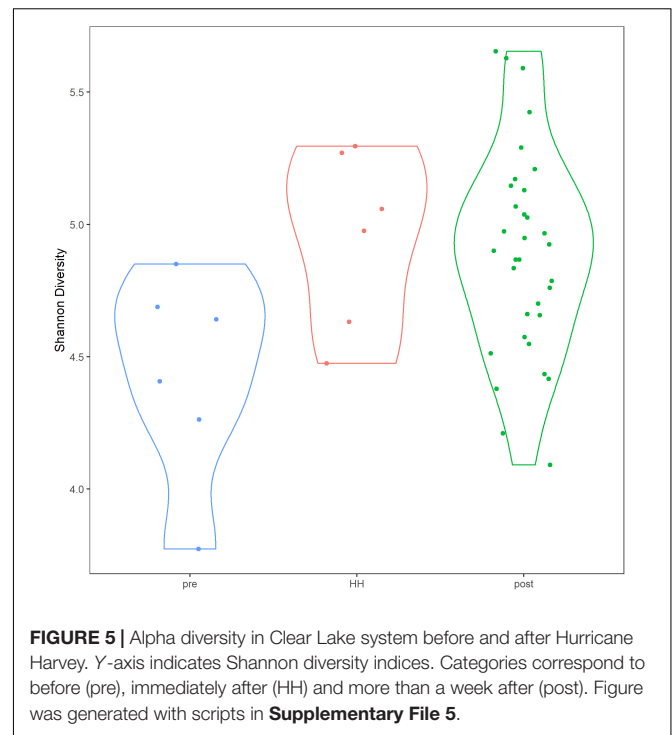 5.5
5.0
4.5
4.0
Shannon Diversity
pre HH post
FIGURE 5 | Alpha diversity in Clear Lake system before and after Hurricane
Harvey. Y-axis indicates Shannon diversity indices. Categories correspond to
before (pre), immediately after (HH) and more than a week after (post). Figure
was generated with scripts in Supplementary File 5.